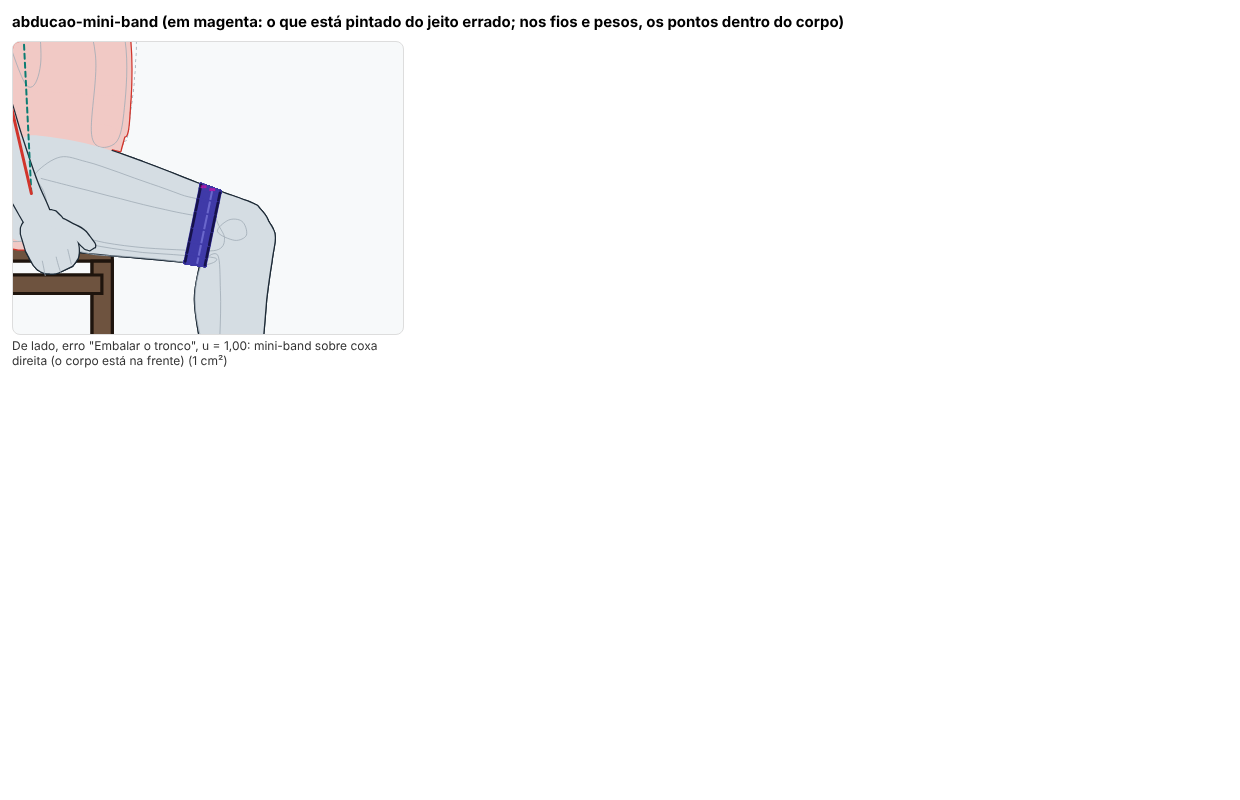 abducao-mini-band (em magenta: o que está pintado do jeito errado; nos fios e pesos, os pontos dentro do corpo)
De lado, erro "Embalar o tronco", u = 1,00: mini-band sobre coxa
direita (o corpo está na frente) (1 cm²)